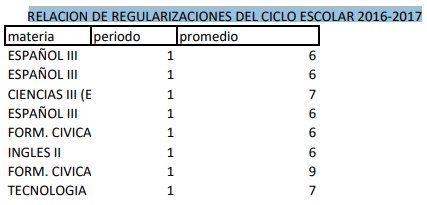 RELACION DE REGULARIZACIONES DEL CICLO ESCOLAR 2016-2017
materia periodo promedio
ESPAÑOL III 1 6
ESPAÑOL III 1 6
CIENCIAS III (E 1 7
ESPAÑOL III 1 6
FORM. CIVICA 1 6
INGLES II 1 6
FORM. CIVICA 1 9
TECNOLOGIA 1 7